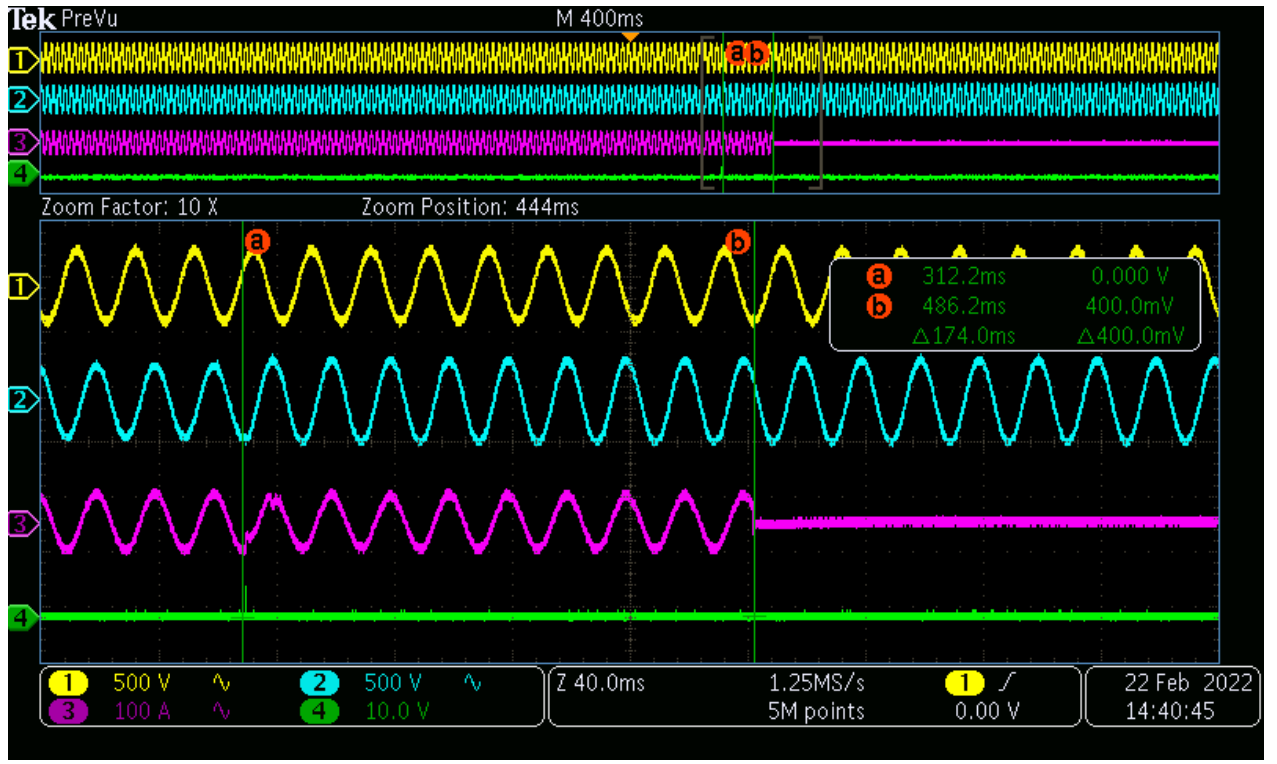 Tek PreVu M 400ms
1
a b
2
3
4
Zoom Factor: 10 X Zoom Position: 444ms
a b
1
a 312.2ms 0.000 V
b 486.2ms 400.0mV
△174.0ms △400.0mV
2
3
4
1 500 V 2 500 V Z 40.0ms 1.25MS/s 1 22 Feb 2022
3 100 A 4 10.0 V 5M points 0.00 V 14:40:45